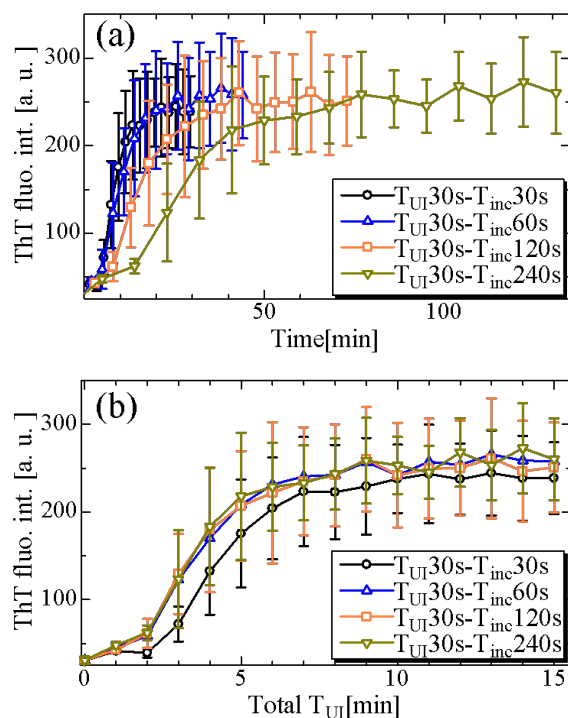 (a)
300
200
100
ThT fluo. int. [a. u.]
T_UI30s-T_inc30s
T_UI30s-T_inc60s
T_UI30s-T_inc120s
T_UI30s-T_inc240s
50 100
Time[min]
(b)
300
200
100
ThT fluo. int. [a. u.]
T_UI30s-T_inc30s
T_UI30s-T_inc60s
T_UI30s-T_inc120s
T_UI30s-T_inc240s
0 5 10 15
Total T_UI[min]